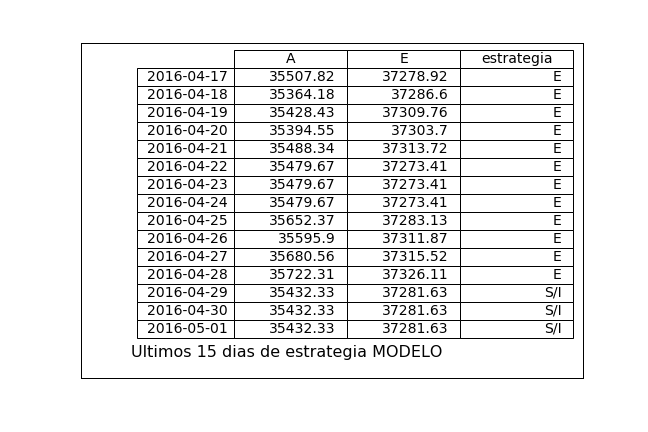 A E estrategia
2016-04-17 35507.82 37278.92 E
2016-04-18 35364.18 37286.6 E
2016-04-19 35428.43 37309.76 E
2016-04-20 35394.55 37303.7 E
2016-04-21 35488.34 37313.72 E
2016-04-22 35479.67 37273.41 E
2016-04-23 35479.67 37273.41 E
2016-04-24 35479.67 37273.41 E
2016-04-25 35652.37 37283.13 E
2016-04-26 35595.9 37311.87 E
2016-04-27 35680.56 37315.52 E
2016-04-28 35722.31 37326.11 E
2016-04-29 35432.33 37281.63 S/I
2016-04-30 35432.33 37281.63 S/I
2016-05-01 35432.33 37281.63 S/I
Ultimos 15 dias de estrategia MODELO